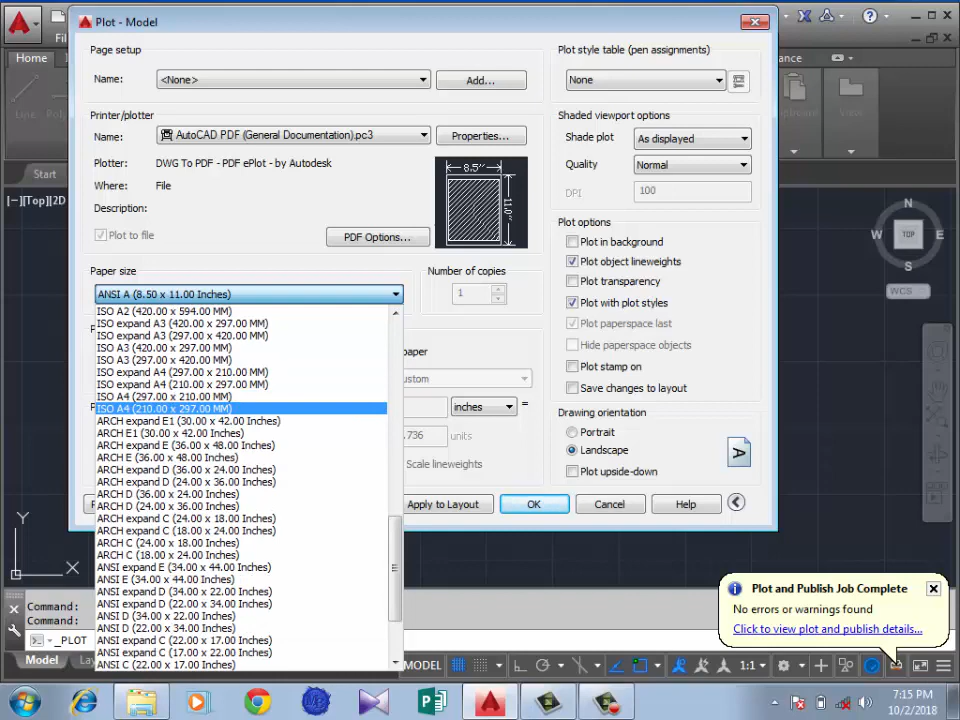 Plot - Model
Fil
Home
Line
ance
Start
[−][Top][2D
Page setup
Name:
<None>
Add...
Printer/plotter
Name:
AutoCAD PDF (General Documentation).pc3
Properties...
Plotter:
DWG To PDF - PDF ePlot - by Autodesk
Where:
File
Description:
Plot to file
PDF Options...
8.5''
11.0''
Paper size
ANSI A (8.50 x 11.00 Inches)
Number of copies
1
ISO A2 (420.00 x 594.00 MM)
ISO expand A3 (420.00 x 297.00 MM)
ISO expand A3 (297.00 x 420.00 MM)
ISO A3 (420.00 x 297.00 MM)
ISO A3 (297.00 x 420.00 MM)
ISO expand A4 (297.00 x 210.00 MM)
ISO expand A4 (210.00 x 297.00 MM)
ISO A4 (297.00 x 210.00 MM)
ISO A4 (210.00 x 297.00 MM)
ARCH expand E1 (30.00 x 42.00 Inches)
ARCH E1 (30.00 x 42.00 Inches)
ARCH expand E (36.00 x 48.00 Inches)
ARCH E (36.00 x 48.00 Inches)
ARCH expand D (36.00 x 24.00 Inches)
ARCH expand D (24.00 x 36.00 Inches)
ARCH D (36.00 x 24.00 Inches)
ARCH D (24.00 x 36.00 Inches)
ARCH expand C (24.00 x 18.00 Inches)
ARCH expand C (18.00 x 24.00 Inches)
ARCH C (24.00 x 18.00 Inches)
ARCH C (18.00 x 24.00 Inches)
ANSI expand E (34.00 x 44.00 Inches)
ANSI E (34.00 x 44.00 Inches)
ANSI expand D (34.00 x 22.00 Inches)
ANSI expand D (22.00 x 34.00 Inches)
ANSI D (34.00 x 22.00 Inches)
ANSI D (22.00 x 34.00 Inches)
ANSI expand C (22.00 x 17.00 Inches)
ANSI expand C (17.00 x 22.00 Inches)
ANSI C (22.00 x 17.00 Inches)
paper
ustom
inches
=
.736
units
Scale lineweights
Apply to Layout
OK
Cancel
Help
Plot style table (pen assignments)
None
Shaded viewport options
Shade plot
As displayed
Quality
Normal
DPI
100
Plot options
Plot in background
Plot object lineweights
Plot transparency
Plot with plot styles
Plot paperspace last
Hide paperspace objects
Plot stamp on
Save changes to layout
Drawing orientation
Portrait
Landscape
Plot upside-down
A
N
W
TOP
E
S
WCS
Y
X
Command:
Command:
_PLOT
Model
Lay
MODEL
1:1
Plot and Publish Job Complete
No errors or warnings found
Click to view plot and publish details...
7:15 PM
10/2/2018